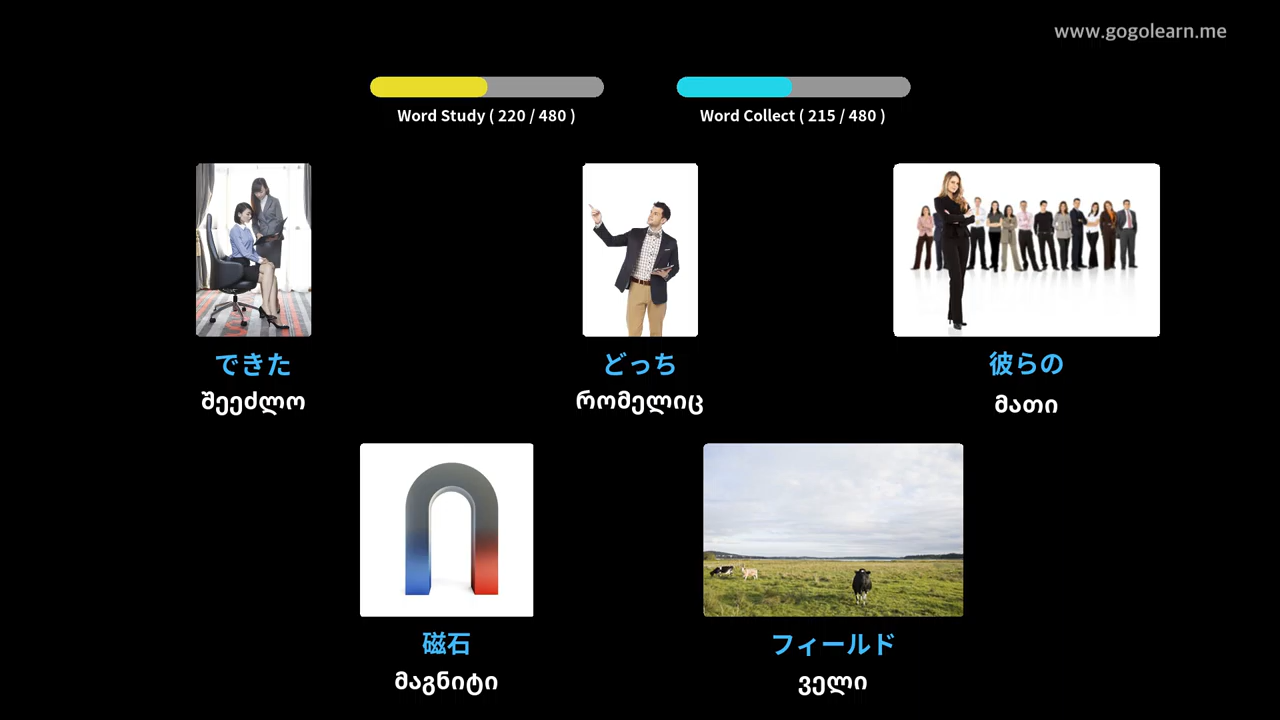 www.gogolearn.me
Word Study ( 220 / 480 )
Word Collect ( 215 / 480 )
できた
შეეძლო
どっち
რომელიც
彼らの
მათი
磁石
მაგნიტი
フィールド
ველი